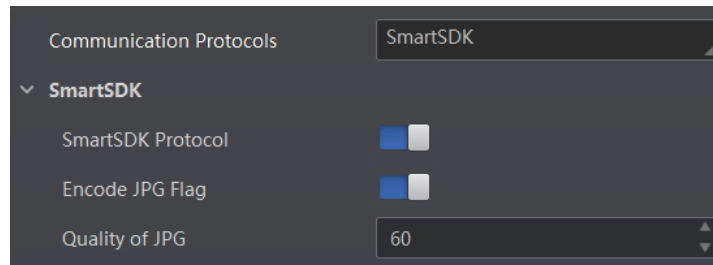 Communication Protocols SmartSDK
SmartSDK
SmartSDK Protocol
Encode JPG Flag
Quality of JPG 60